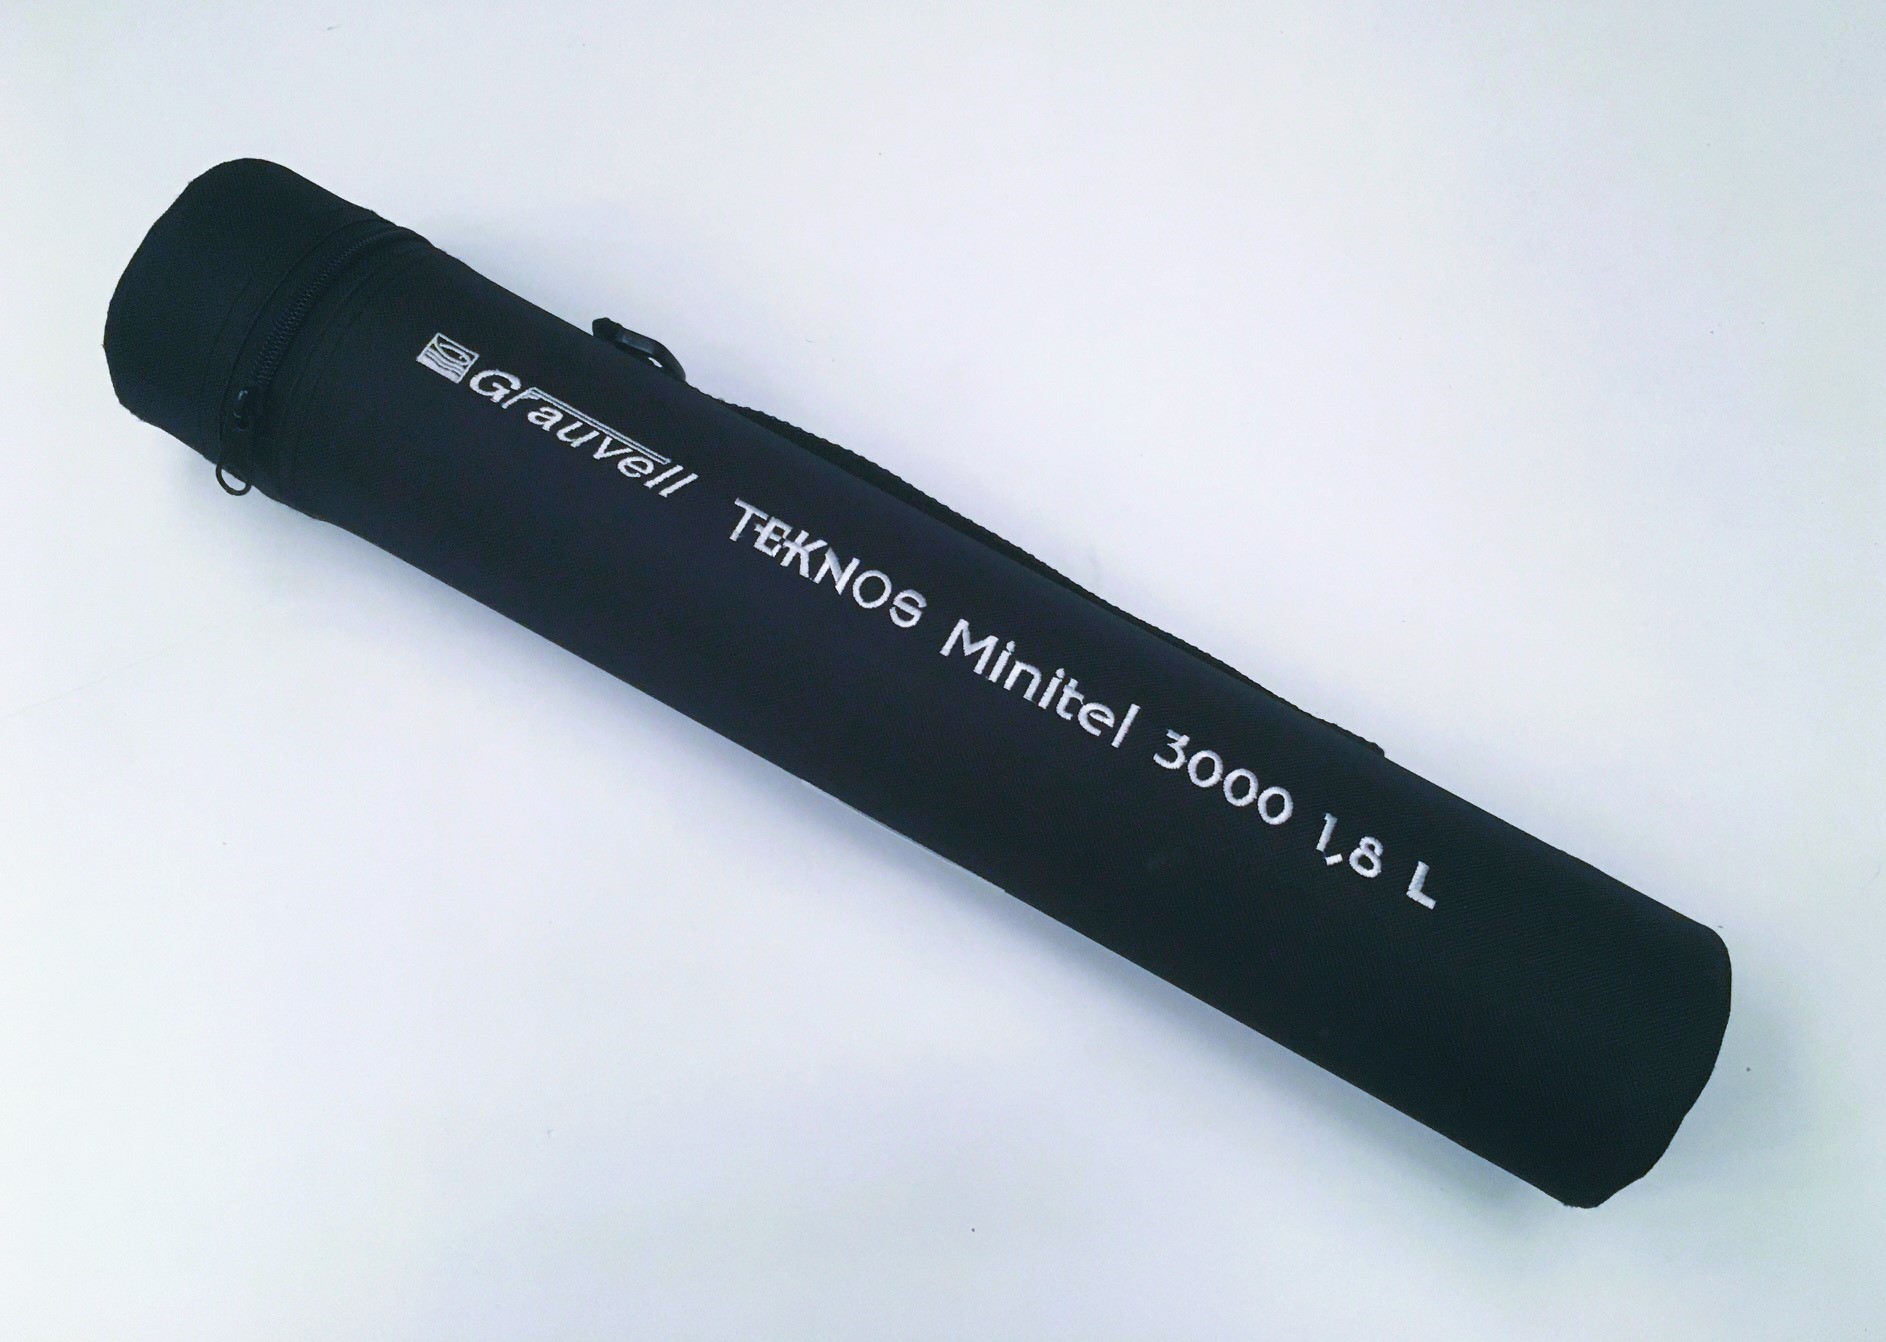 Grauvell TEKNOS Minitel 3000 1,8 L